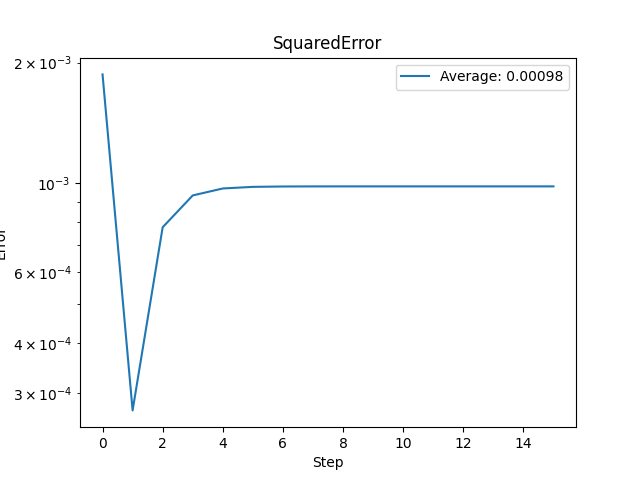 SquaredError
Average: 0.00098
2 × 10⁻³
10⁻³
6 × 10⁻⁴
4 × 10⁻⁴
3 × 10⁻⁴
Error
0 2 4 6 8 10 12 14
Step